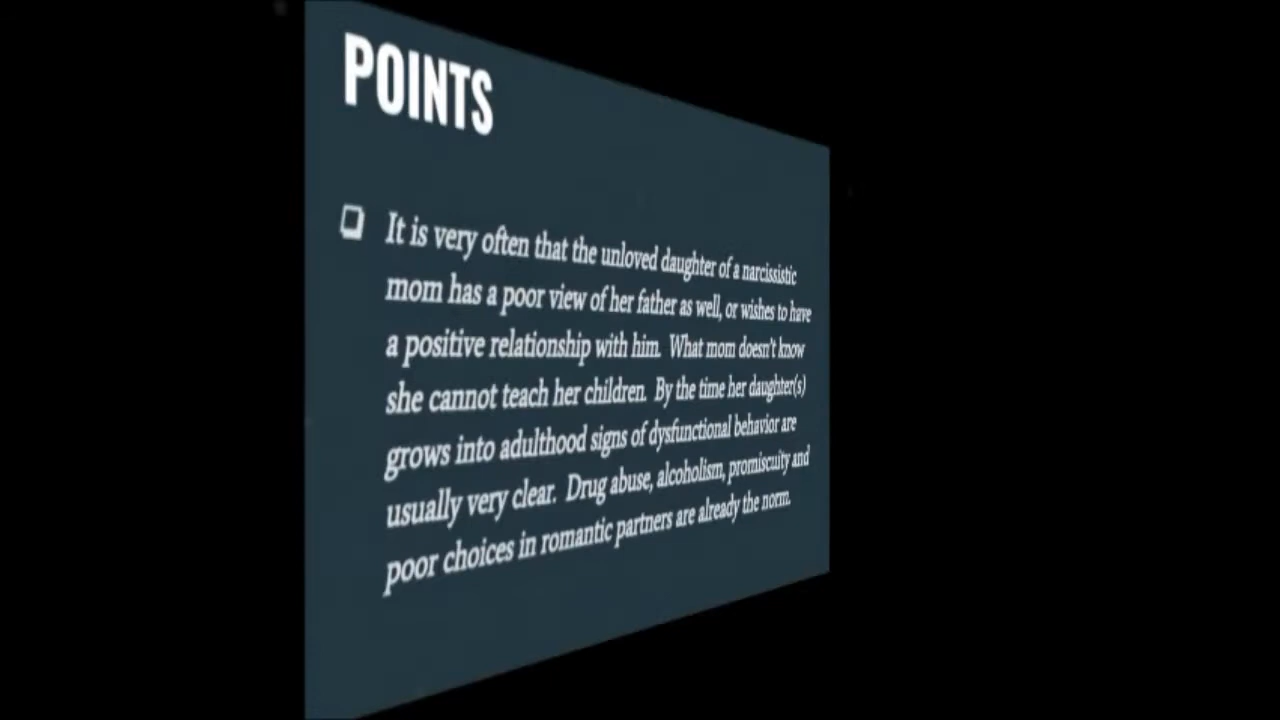 POINTS
It is very often that the unloved daughter of a narcissistic
mom has a poor view of her father as well, or wishes to have
a positive relationship with him. What mom doesn't know
she cannot teach her children. By the time her daughter(s)
grows into adulthood signs of dysfunctional behavior are
usually very clear. Drug abuse, alcoholism, promiscuity and
poor choices in romantic partners are already the norm.